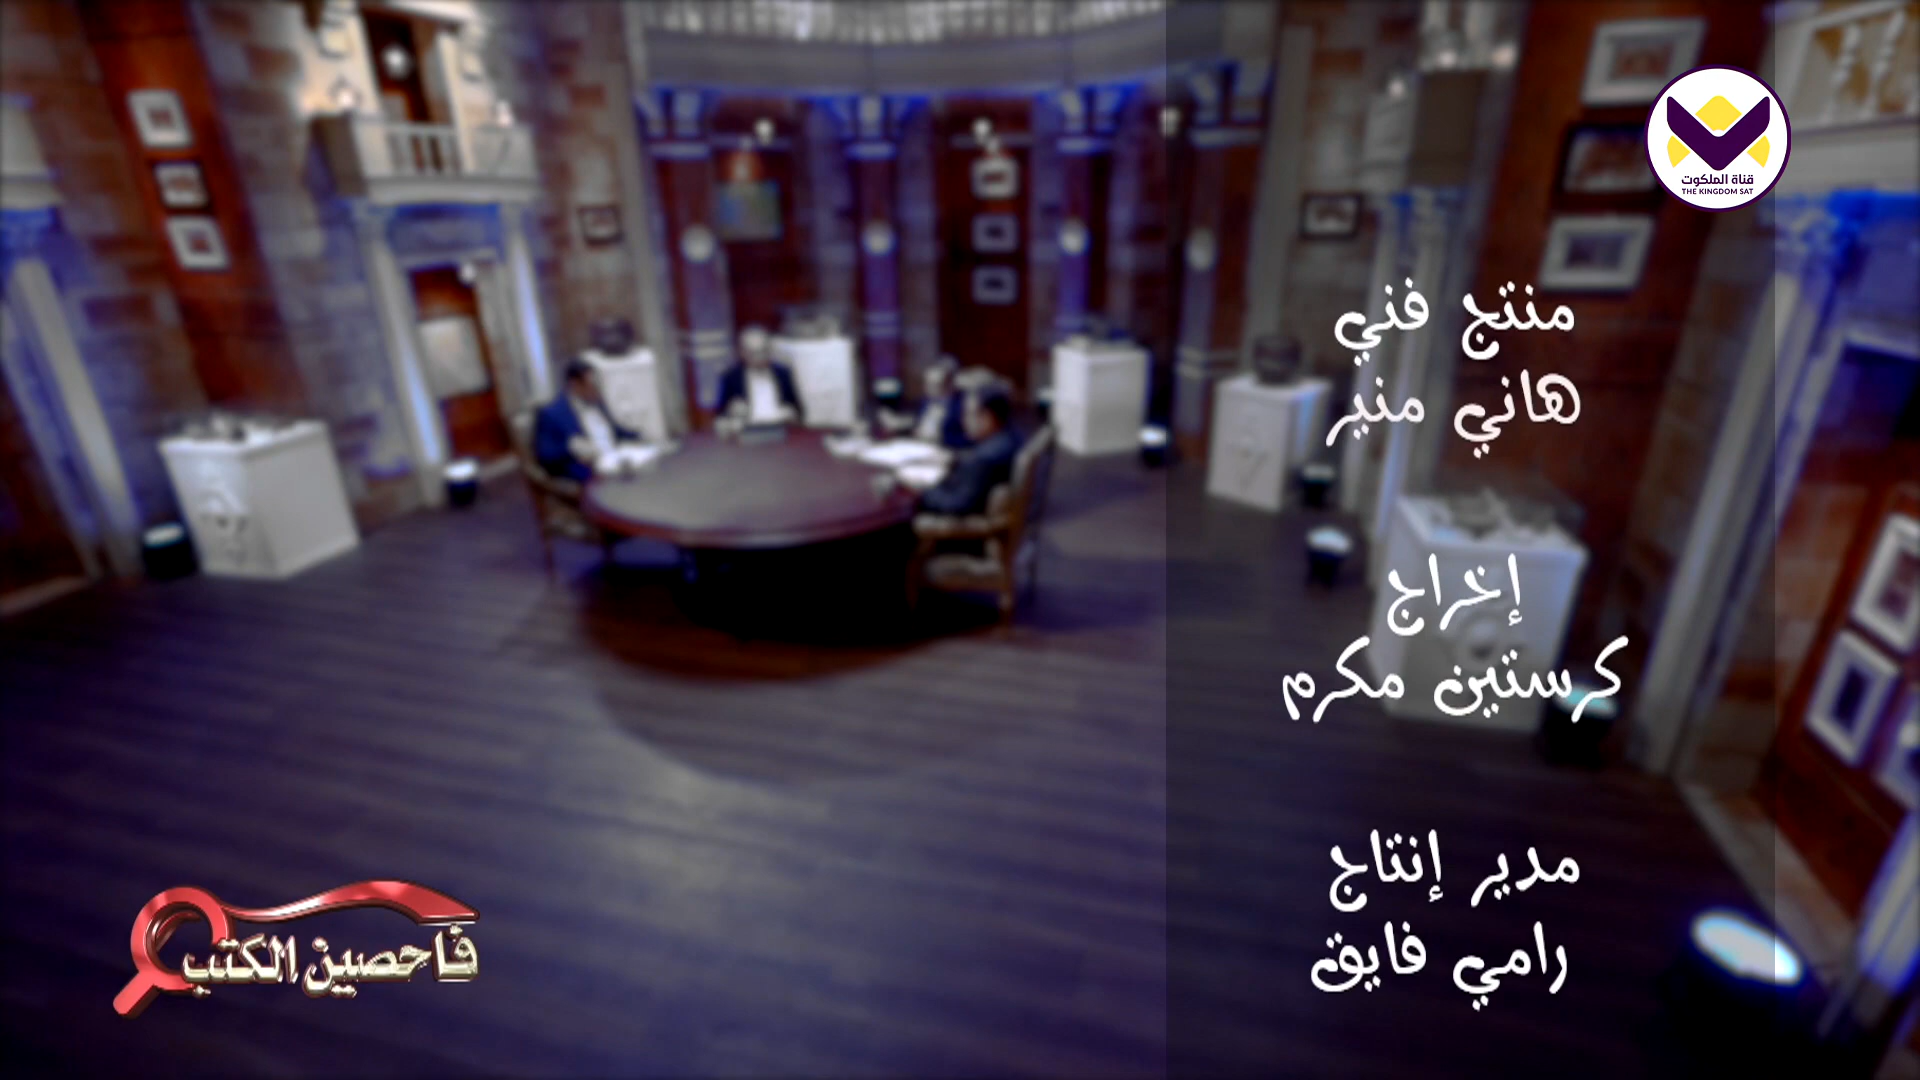 قناة الملكوت
THE KINGDOM SAT
منتج فني
هاني منير
إخراج
كرستين مكرم
مدير إنتاج
رامي فايق
فاحصين الكتب